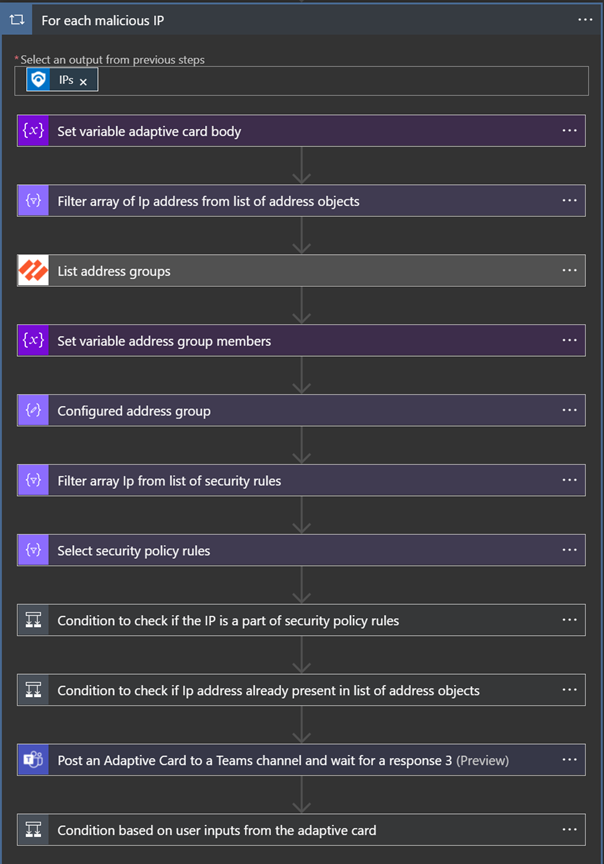 For each malicious IP
* Select an output from previous steps
IPs
Set variable adaptive card body
Filter array of Ip address from list of address objects
List address groups
Set variable address group members
Configured address group
Filter array Ip from list of security rules
Select security policy rules
Condition to check if the IP is a part of security policy rules
Condition to check if Ip address already present in list of address objects
Post an Adaptive Card to a Teams channel and wait for a response 3 (Preview)
Condition based on user inputs from the adaptive card